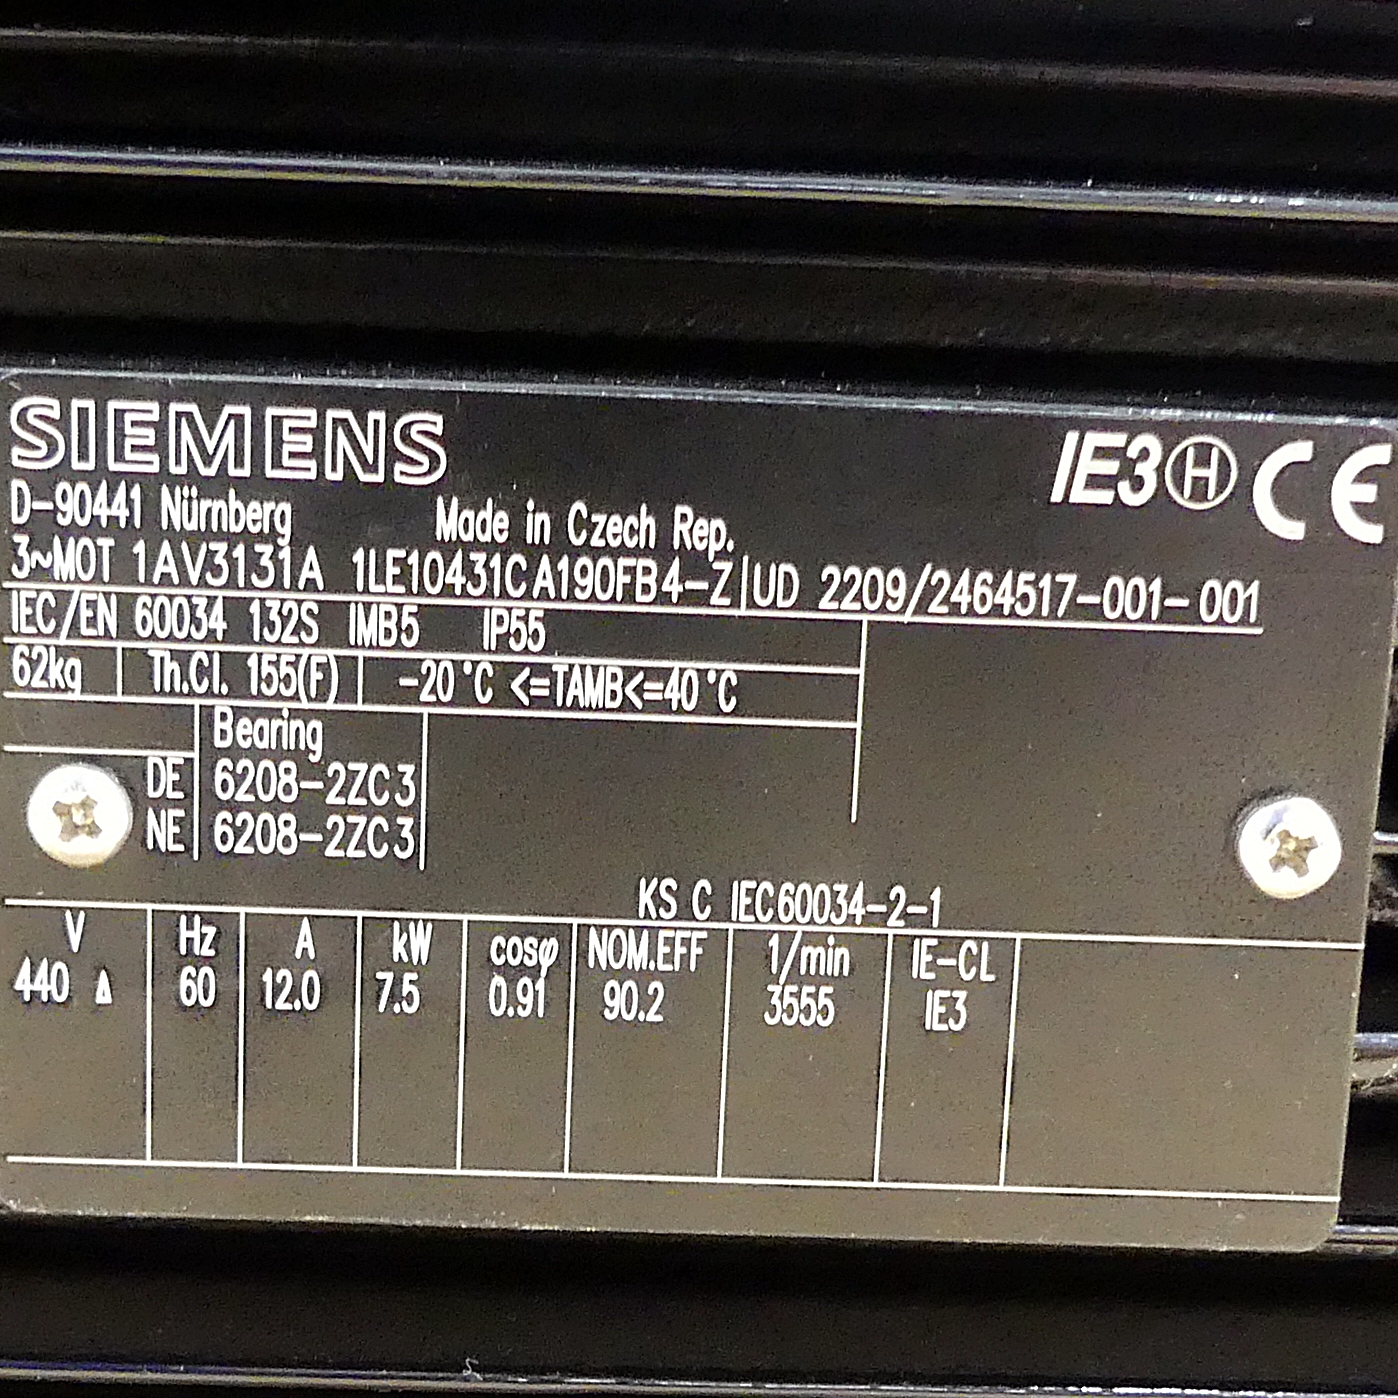 SIEMENS
IE3 H CE
D-90441 Nürnberg Made in Czech Rep.
3~MOT 1AV3131A 1LE10431CA190FB4-Z UD 2209/2464517-001-001
IEC/EN 60034 132S IMB5 IP55
62kg Th.Cl. 155(F) -20°C <=TAMB<=40°C
Bearing
DE 6208-2ZC3
NE 6208-2ZC3
KS C IEC60034-2-1
V Hz A kW cosφ NOM.EFF 1/min IE-CL
440 Δ 60 12.0 7.5 0.91 90.2 3555 IE3